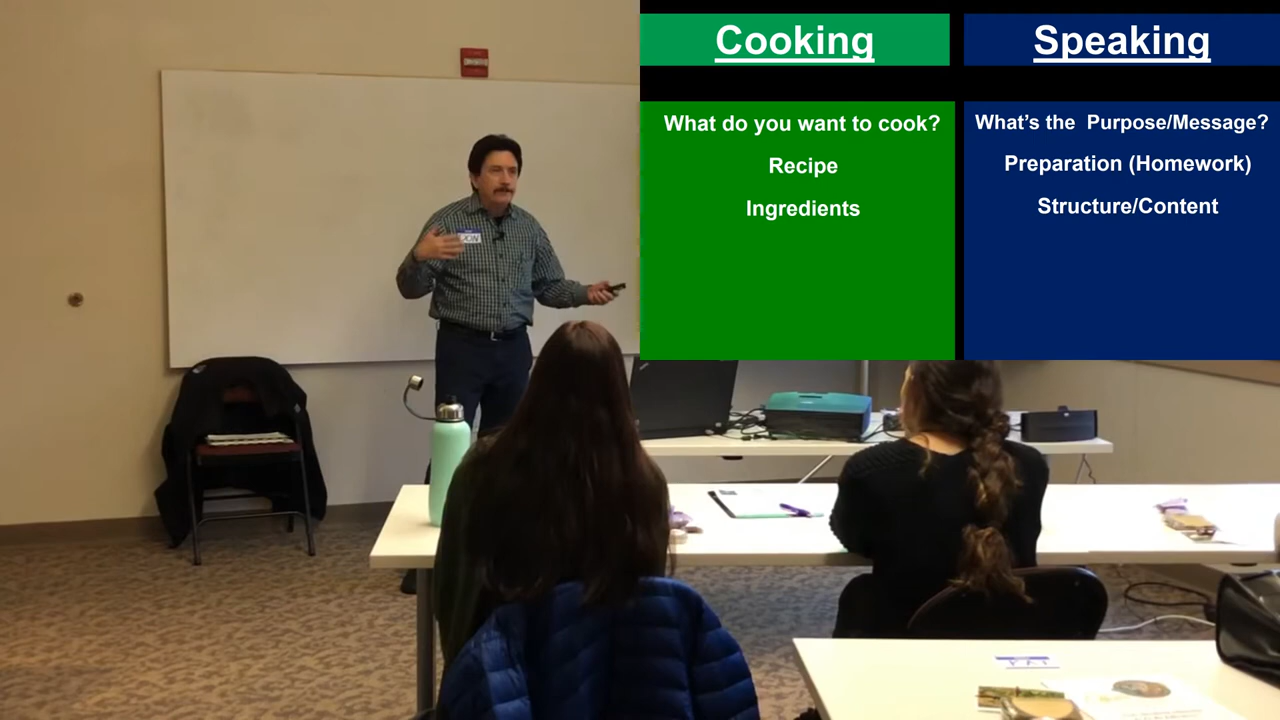 Cooking
Speaking
What do you want to cook?
Recipe
Ingredients
What's the Purpose/Message?
Preparation (Homework)
Structure/Content